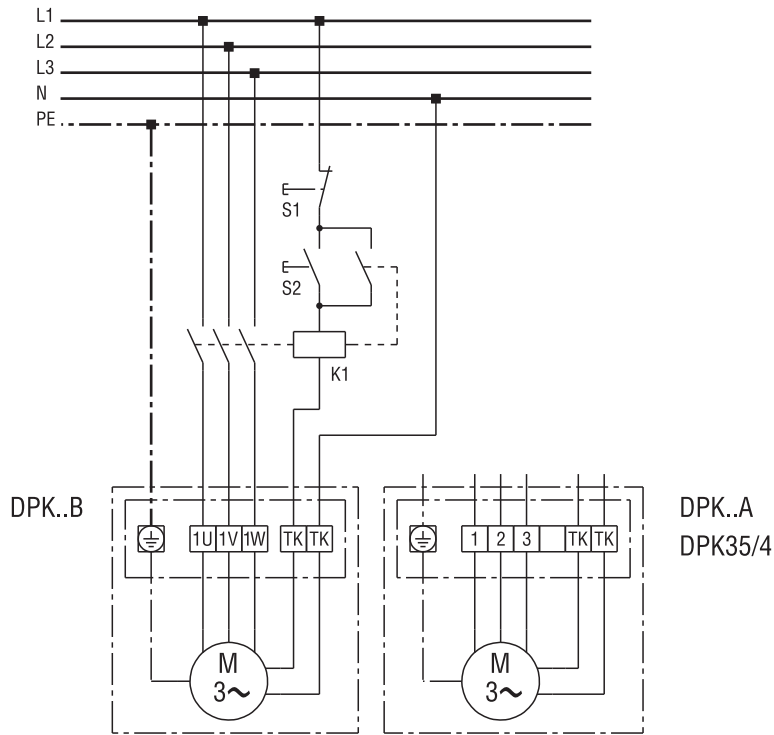 L1
L2
L3
N
PE
S1
S2
K1
DPK..B
1U 1V 1W TK TK
M
3~
DPK..A
DPK35/4
1 2 3 TK TK
M
3~